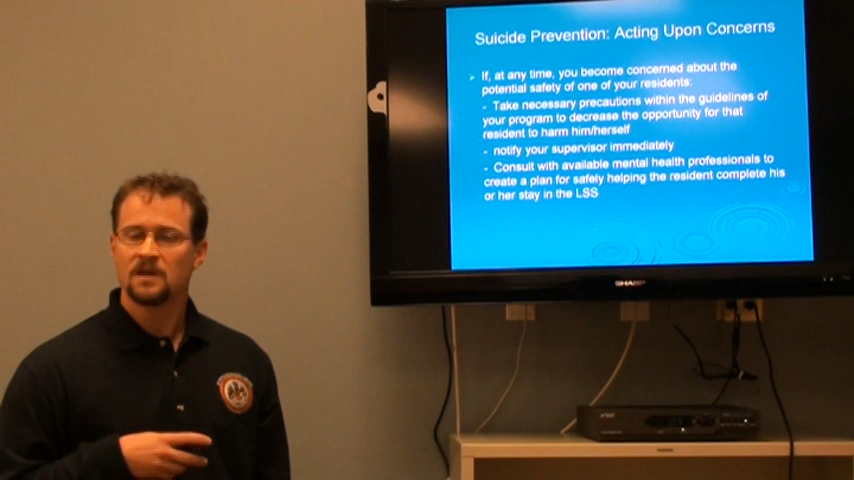 Suicide Prevention: Acting Upon Concerns
If, at any time, you become concerned about the
potential safety of one of your residents:
- Take necessary precautions within the guidelines of
your program to decrease the opportunity for that
resident to harm him/herself
- notify your supervisor immediately
- Consult with available mental health professionals to
create a plan for safely helping the resident complete his
or her stay in the LSS
SHARP